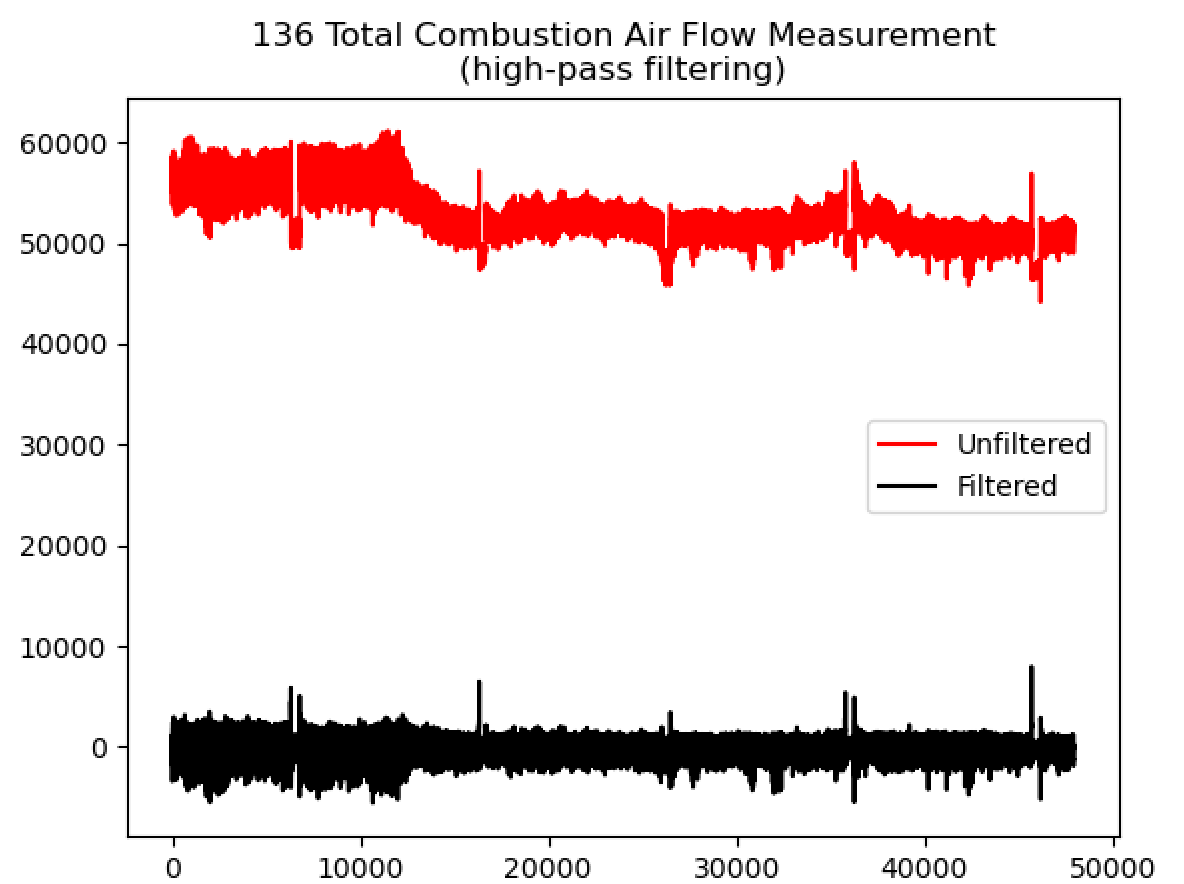 136 Total Combustion Air Flow Measurement
(high-pass filtering)
60000
50000
40000
30000
20000
10000
0
Unfiltered
Filtered
0 10000 20000 30000 40000 50000